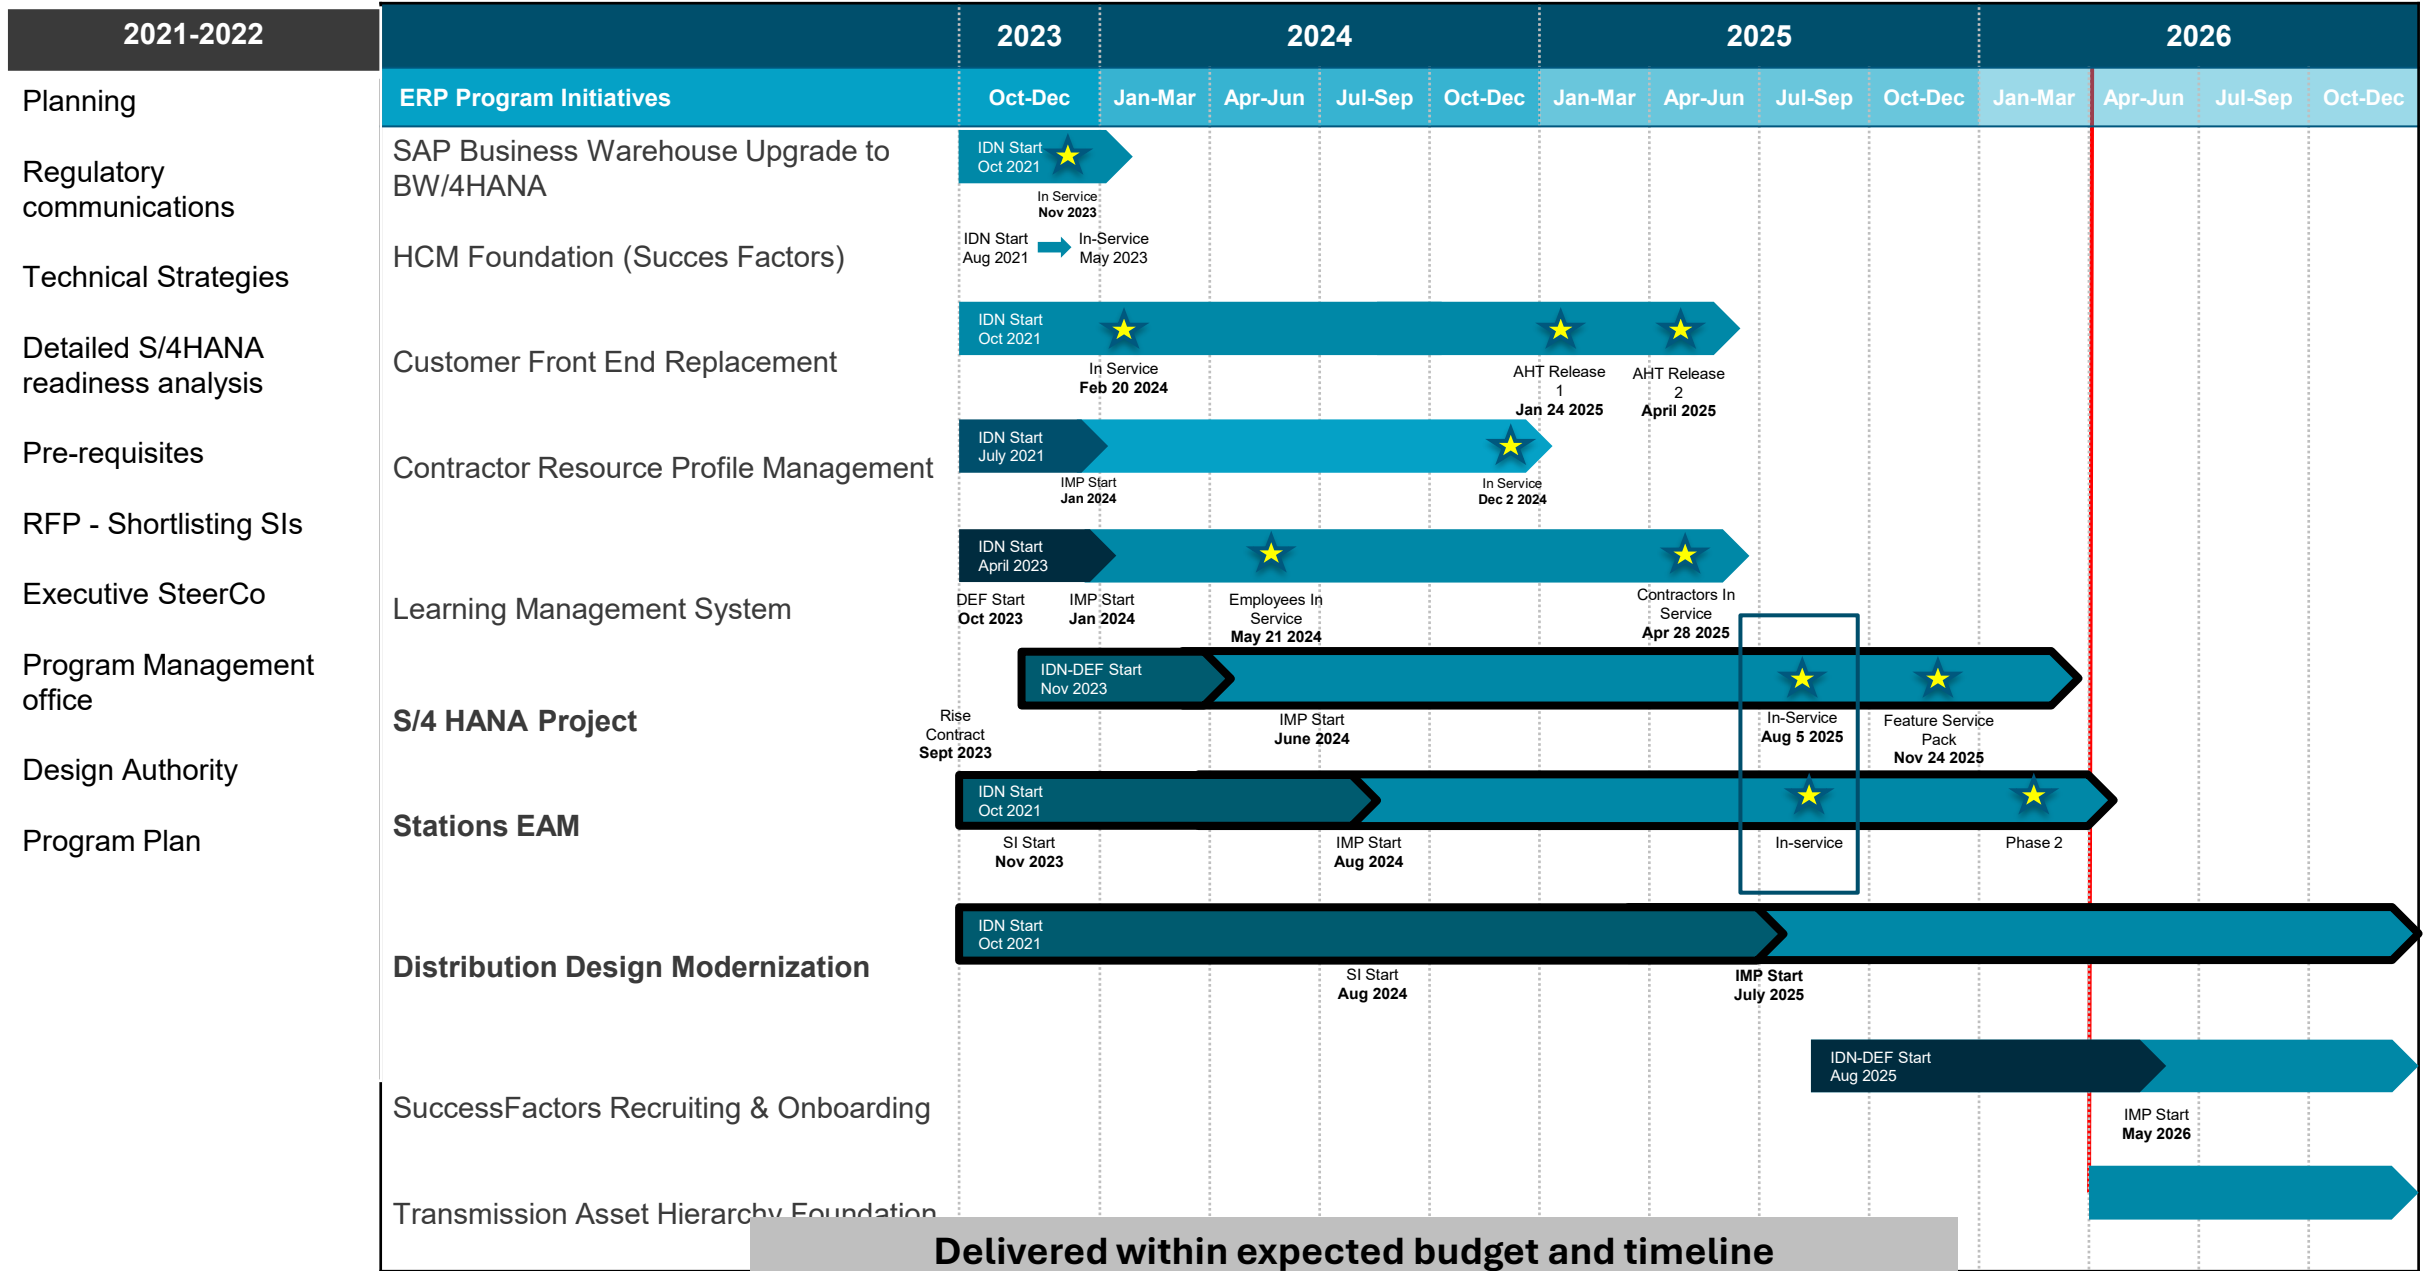 2021-2022
Planning
Regulatory
communications
Technical Strategies
Detailed S/4HANA
readiness analysis
Pre-requisites
RFP - Shortlisting SIs
Executive SteerCo
Program Management
office
Design Authority
Program Plan
2023
2024
2025
2026
ERP Program Initiatives
Oct-Dec
Jan-Mar
Apr-Jun
Jul-Sep
Oct-Dec
Jan-Mar
Apr-Jun
Jul-Sep
Oct-Dec
Jan-Mar
Apr-Jun
Jul-Sep
Oct-Dec
SAP Business Warehouse Upgrade to
BW/4HANA
IDN Start
Oct 2021
In Service
Nov 2023
HCM Foundation (Succes Factors)
IDN Start
Aug 2021
In-Service
May 2023
Customer Front End Replacement
IDN Start
Oct 2021
In Service
Feb 20 2024
AHT Release
1
Jan 24 2025
AHT Release
2
April 2025
Contractor Resource Profile Management
IDN Start
July 2021
IMP Start
Jan 2024
In Service
Dec 2 2024
Learning Management System
IDN Start
April 2023
DEF Start
Oct 2023
IMP Start
Jan 2024
Employees In
Service
May 21 2024
Contractors In
Service
Apr 28 2025
S/4 HANA Project
IDN-DEF Start
Nov 2023
Rise
Contract
Sept 2023
IMP Start
June 2024
In-Service
Aug 5 2025
Feature Service
Pack
Nov 24 2025
Stations EAM
IDN Start
Oct 2021
SI Start
Nov 2023
IMP Start
Aug 2024
In-service
Phase 2
Distribution Design Modernization
IDN Start
Oct 2021
SI Start
Aug 2024
IMP Start
July 2025
SuccessFactors Recruiting & Onboarding
IDN-DEF Start
Aug 2025
IMP Start
May 2026
Transmission Asset Hierarchy Foundation
Delivered within expected budget and timeline